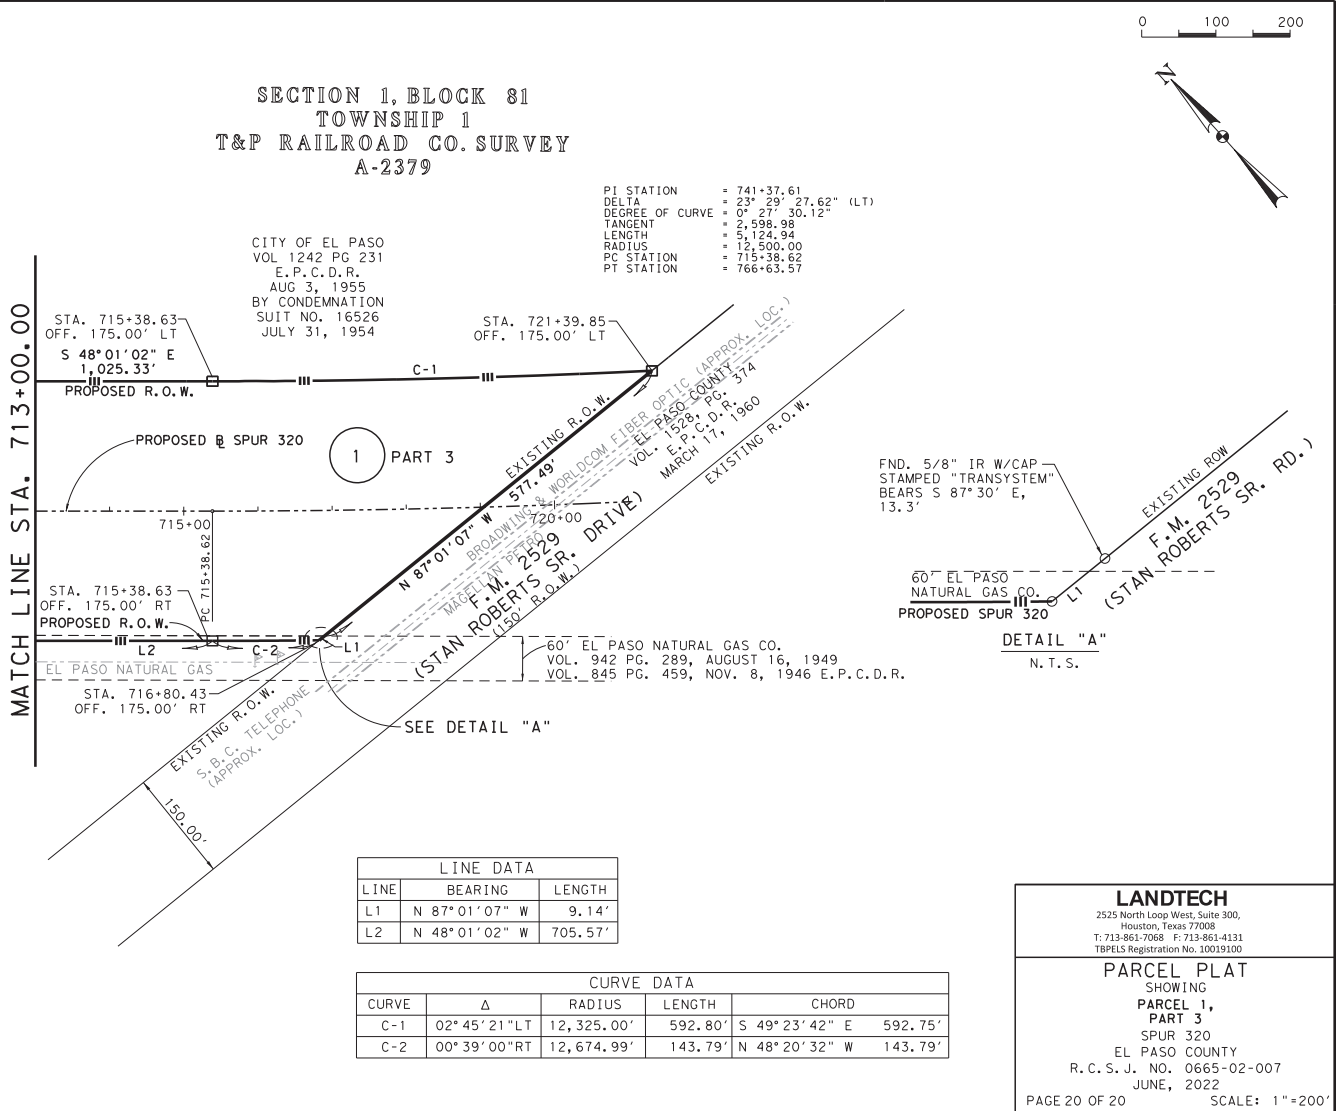 0 100 200
N
SECTION 1, BLOCK 81
TOWNSHIP 1
T&P RAILROAD CO. SURVEY
A-2379
PI STATION = 741+37.61
DELTA = 23° 29' 27.62" (LT)
DEGREE OF CURVE = 0° 27' 30.12"
TANGENT = 2,598.98
LENGTH = 5,124.94
RADIUS = 12,500.00
PC STATION = 715+38.62
PT STATION = 766+63.57
CITY OF EL PASO
VOL 1242 PG 231
E.P.C.D.R.
AUG 3, 1955
BY CONDEMNATION
SUIT NO. 16526
JULY 31, 1954
MATCH LINE STA. 713+00.00
STA. 715+38.63
OFF. 175.00' LT
S 48°01'02" E
1,025.33'
PROPOSED R.O.W.
STA. 721+39.85
OFF. 175.00' LT
C-1
PROPOSED B SPUR 320
1 PART 3
EXISTING R.O.W.
577.49'
N 87°01'07" W
BROADWING & WORLDCOM FIBER OPTIC (APPROX. LOC.)
MAGELLAN PETRO
EL PASO COUNTY
VOL. 1528, PG. 374
E.P.C.D.R.
MARCH 17, 1960
EXISTING R.O.W.
715+00
720+00
PC 715+38.62
F.M. 2529
(STAN ROBERTS SR. DRIVE)
(150' R.O.W.)
STA. 715+38.63
OFF. 175.00' RT
PROPOSED R.O.W.
L2
C-2
L1
EL PASO NATURAL GAS
STA. 716+80.43
OFF. 175.00' RT
60' EL PASO NATURAL GAS CO.
VOL. 942 PG. 289, AUGUST 16, 1949
VOL. 845 PG. 459, NOV. 8, 1946 E.P.C.D.R.
EXISTING R.O.W.
S.B.C. TELEPHONE
(APPROX. LOC.)
SEE DETAIL "A"
150.00'
FND. 5/8" IR W/CAP
STAMPED "TRANSYSTEM"
BEARS S 87°30' E,
13.3'
EXISTING ROW
F.M. 2529
(STAN ROBERTS SR. RD.)
60' EL PASO
NATURAL GAS CO.
L1
PROPOSED SPUR 320
DETAIL "A"
N.T.S.
LINE DATA
LINE BEARING LENGTH
L1 N 87°01'07" W 9.14'
L2 N 48°01'02" W 705.57'
CURVE DATA
CURVE Δ RADIUS LENGTH CHORD
C-1 02°45'21"LT 12,325.00' 592.80' S 49°23'42" E 592.75'
C-2 00°39'00"RT 12,674.99' 143.79' N 48°20'32" W 143.79'
LANDTECH
2525 North Loop West, Suite 300,
Houston, Texas 77008
T: 713-861-7068 F: 713-861-4131
TBPELS Registration No. 10019100
PARCEL PLAT
SHOWING
PARCEL 1,
PART 3
SPUR 320
EL PASO COUNTY
R.C.S.J. NO. 0665-02-007
JUNE, 2022
PAGE 20 OF 20 SCALE: 1"=200'